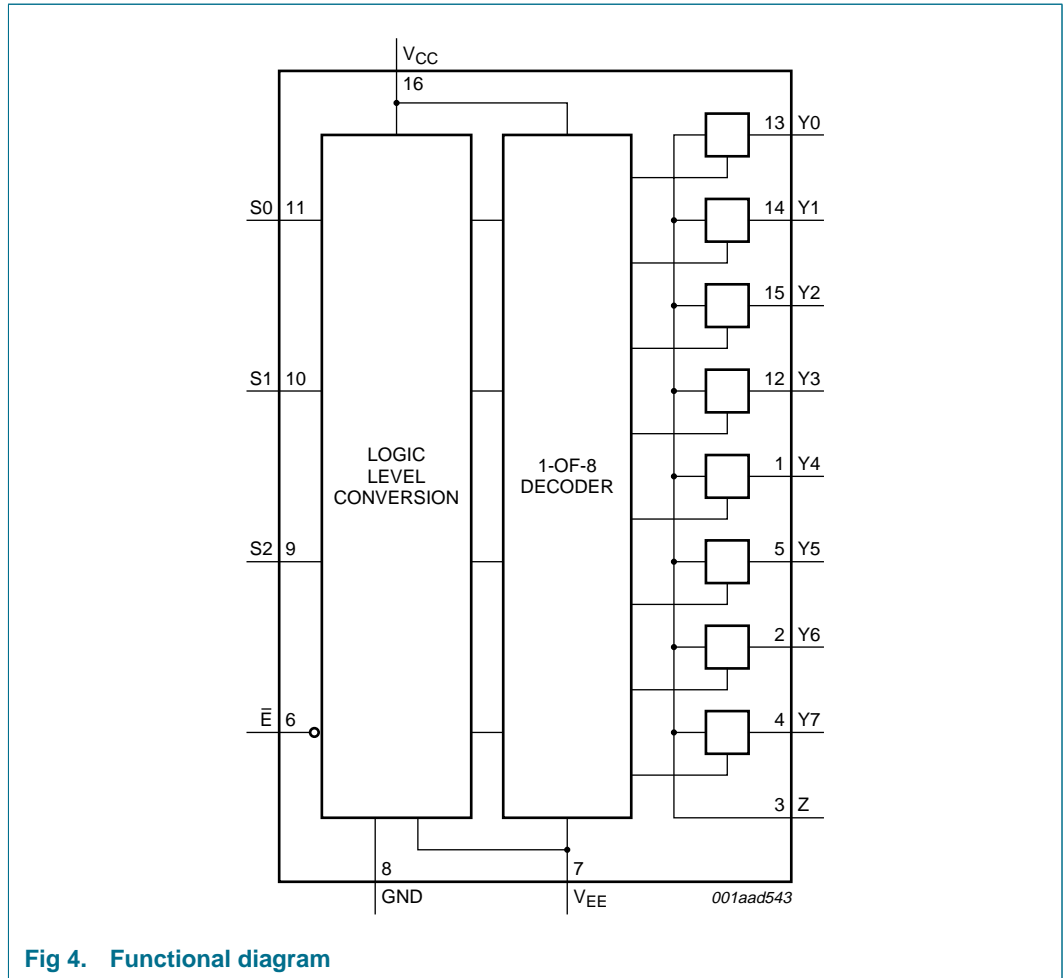 VCC
16
13 Y0
S0 11
14 Y1
15 Y2
S1 10
12 Y3
LOGIC
LEVEL
CONVERSION
1-OF-8
DECODER
1 Y4
S2 9
5 Y5
2 Y6
E̅ 6
4 Y7
3 Z
8
GND
7
VEE
001aad543
Fig 4. Functional diagram